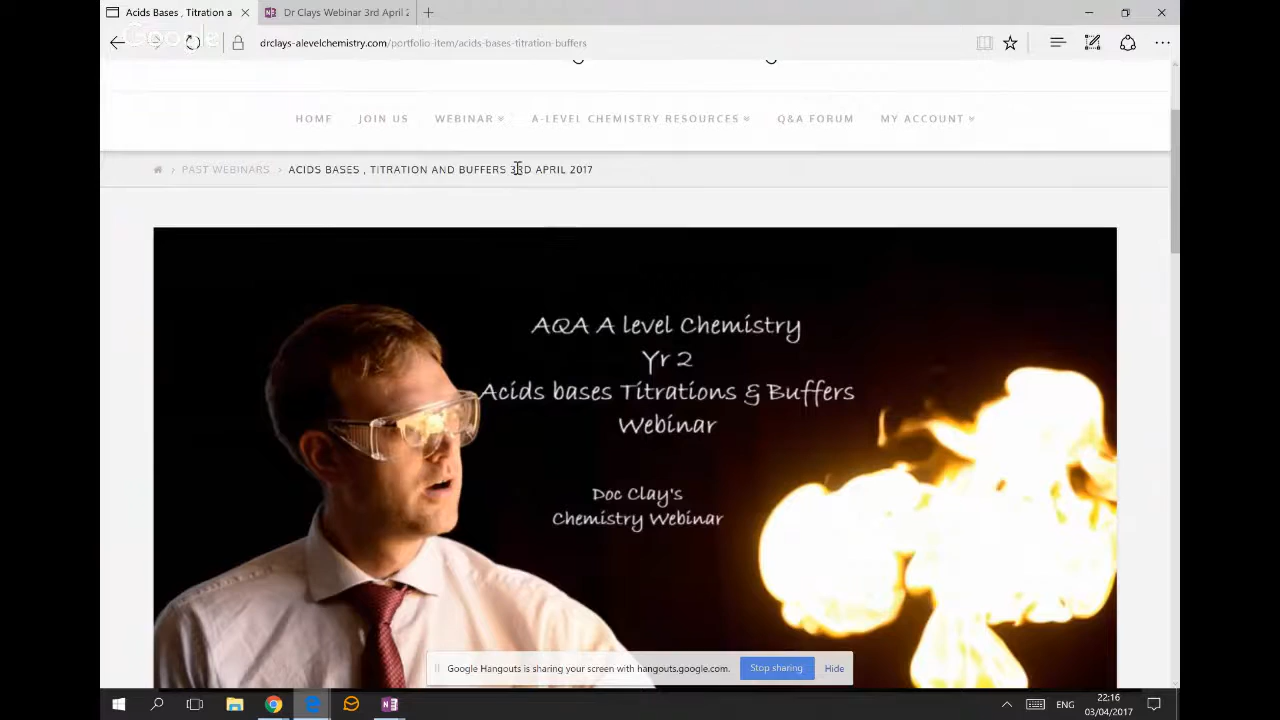 Acids Bases , Titration a
Dr Clays Webinar 3rd April 2
Google
drclays-alevelchemistry.com/portfolio-item/acids-bases-titration-buffers
HOME
JOIN US
WEBINAR
A-LEVEL CHEMISTRY RESOURCES
Q&A FORUM
MY ACCOUNT
PAST WEBINARS
ACIDS BASES , TITRATION AND BUFFERS 3RD APRIL 2017
AQA A level Chemistry
Yr 2
Acids bases Titrations & Buffers
Webinar
Doc Clay's
Chemistry Webinar
Google Hangouts is sharing your screen with hangouts.google.com.
Stop sharing
Hide
ENG
22:16
03/04/2017